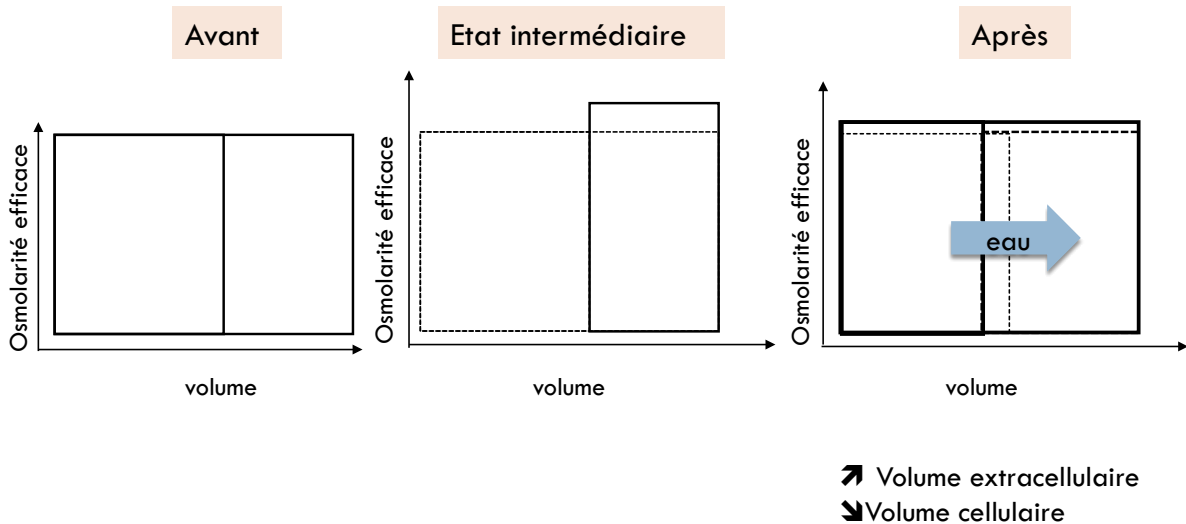 Avant
Etat intermédiaire
Après
Osmolarité efficace
volume
Osmolarité efficace
volume
Osmolarité efficace
eau
volume
↗ Volume extracellulaire
↘Volume cellulaire